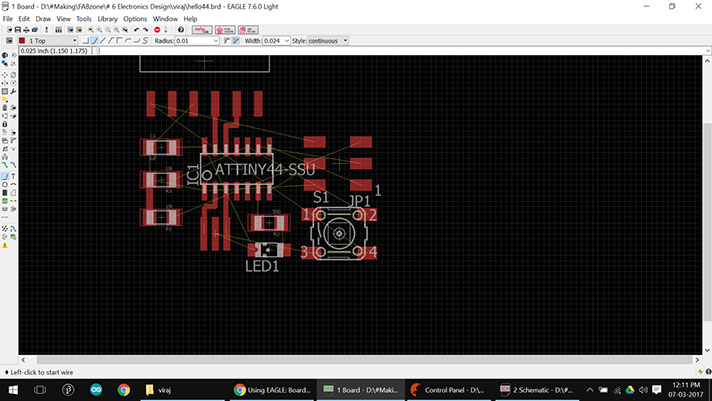 1 Board - D:\#Making\FABzone\# 6 Electronics Design\viraj\hello44.brd - EAGLE 7.6.0 Light
File Edit Draw View Tools Library Options Window Help
1 Top Radius: 0.01 Width: 0.024 Style: continuous
0.025 inch (1.150 1.175)
IC1
ATTINY44-SSU
S1
JP1
1
1
2
3
4
LED1
Left-click to start wire
viraj
Using EAGLE: Board...
1 Board - D:\#Maki...
Control Panel - D:\...
2 Schematic - D:\#...
12:11 PM
07-03-2017